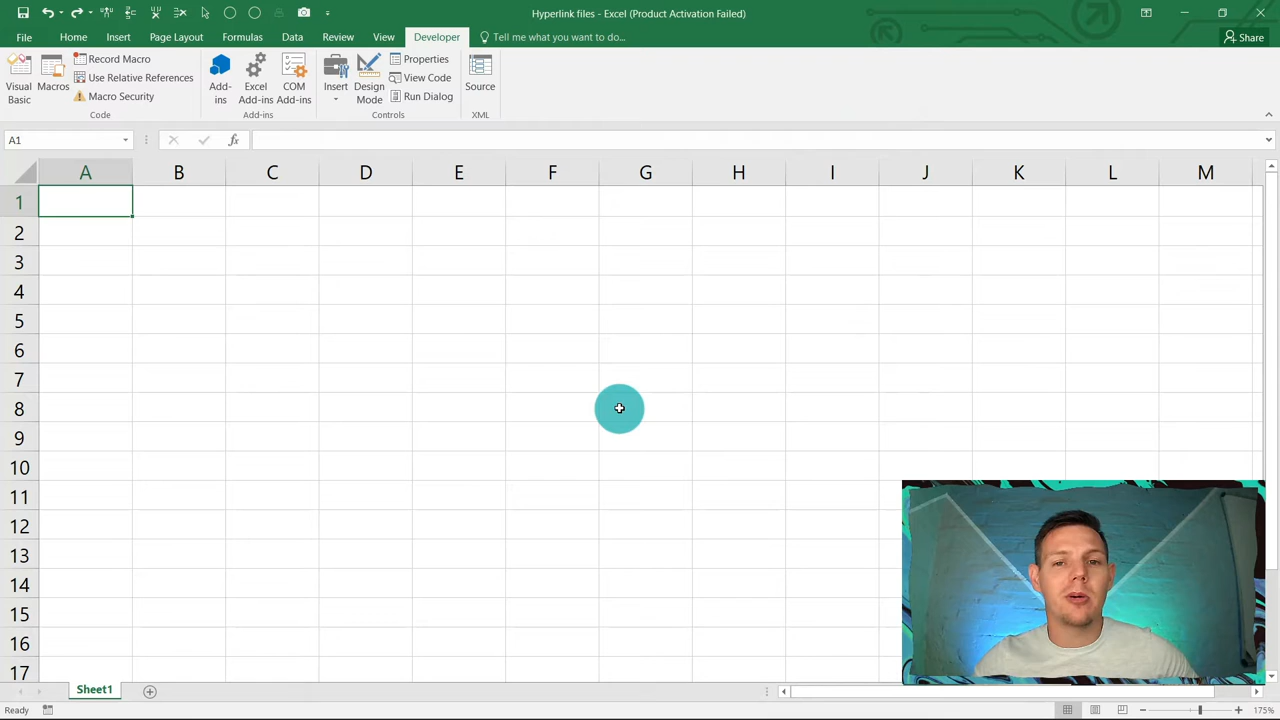 Hyperlink files - Excel (Product Activation Failed)
File Home Insert Page Layout Formulas Data Review View Developer Tell me what you want to do... Share
Visual Basic
Macros
Record Macro
Use Relative References
Macro Security
Code
Add-ins
Excel Add-ins
COM Add-ins
Add-ins
Insert
Design Mode
Properties
View Code
Run Dialog
Controls
Source
XML
A1 fx
A B C D E F G H I J K L M
1
2
3
4
5
6
7
8
9
10
11
12
13
14
15
16
17
Sheet1
Ready 175%